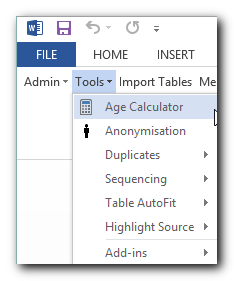 FILE HOME INSERT
Admin Tools Import Tables Me
Age Calculator
Anonymisation
Duplicates
Sequencing
Table AutoFit
Highlight Source
Add-ins